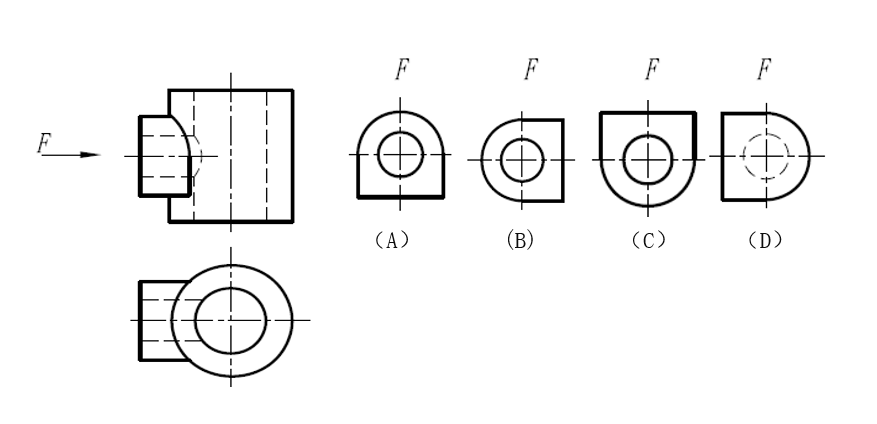 F
F F F F
（A） （B） （C） （D）